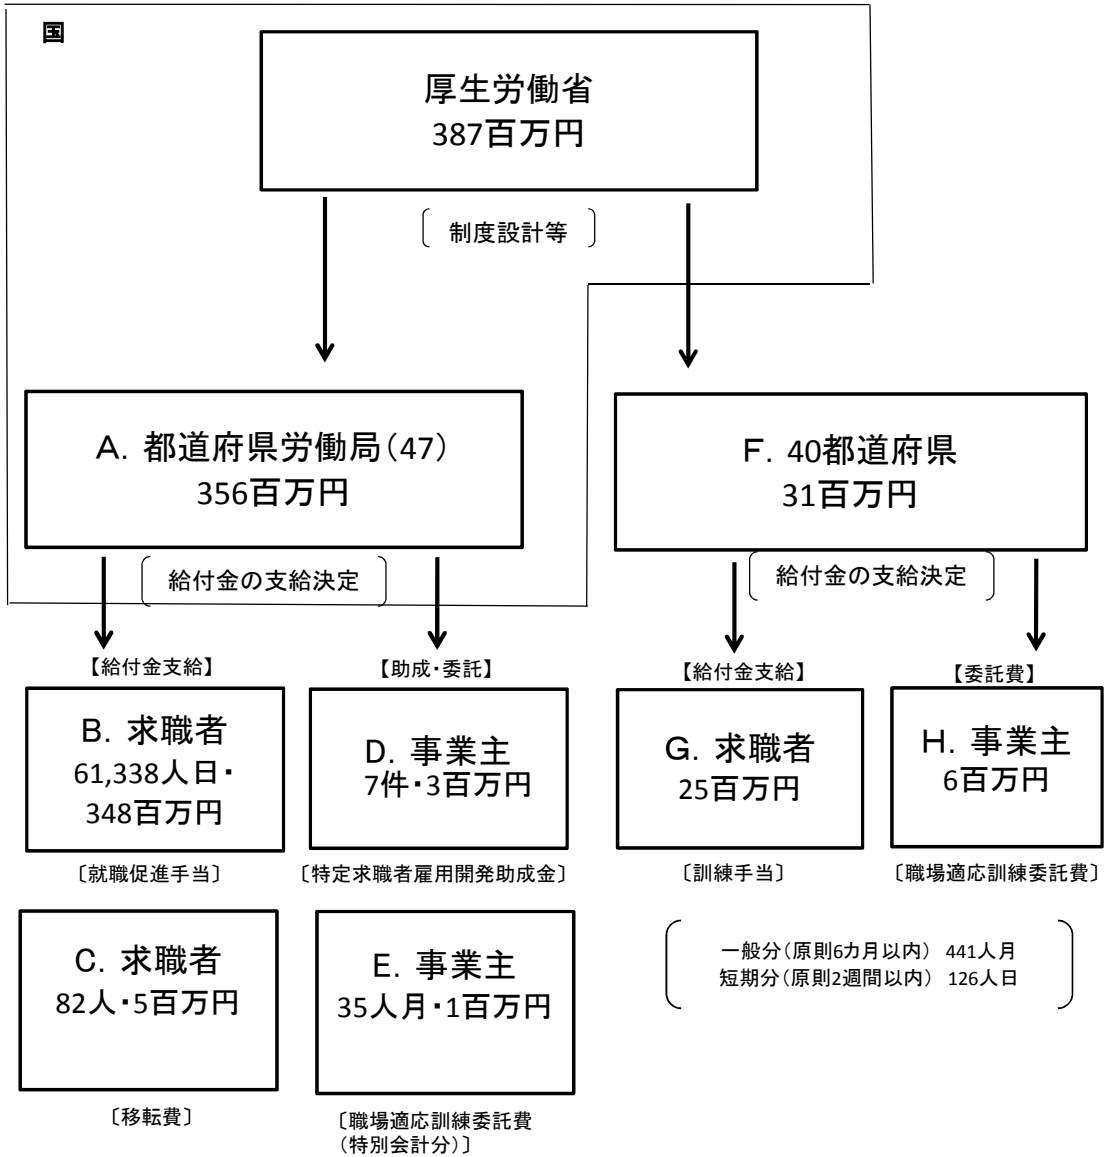 国
厚生労働省
387百万円
制度設計等
A. 都道府県労働局(47)
356百万円
F. 40都道府県
31百万円
給付金の支給決定
給付金の支給決定
【給付金支給】
【助成・委託】
【給付金支給】
【委託費】
B. 求職者
61,338人日・
348百万円
D. 事業主
7件・3百万円
G. 求職者
25百万円
H. 事業主
6百万円
〔就職促進手当〕
〔特定求職者雇用開発助成金〕
〔訓練手当〕
〔職場適応訓練委託費〕
C. 求職者
82人・5百万円
E. 事業主
35人月・1百万円
一般分(原則6カ月以内) 441人月
短期分(原則2週間以内) 126人日
〔移転費〕
〔職場適応訓練委託費
(特別会計分)〕